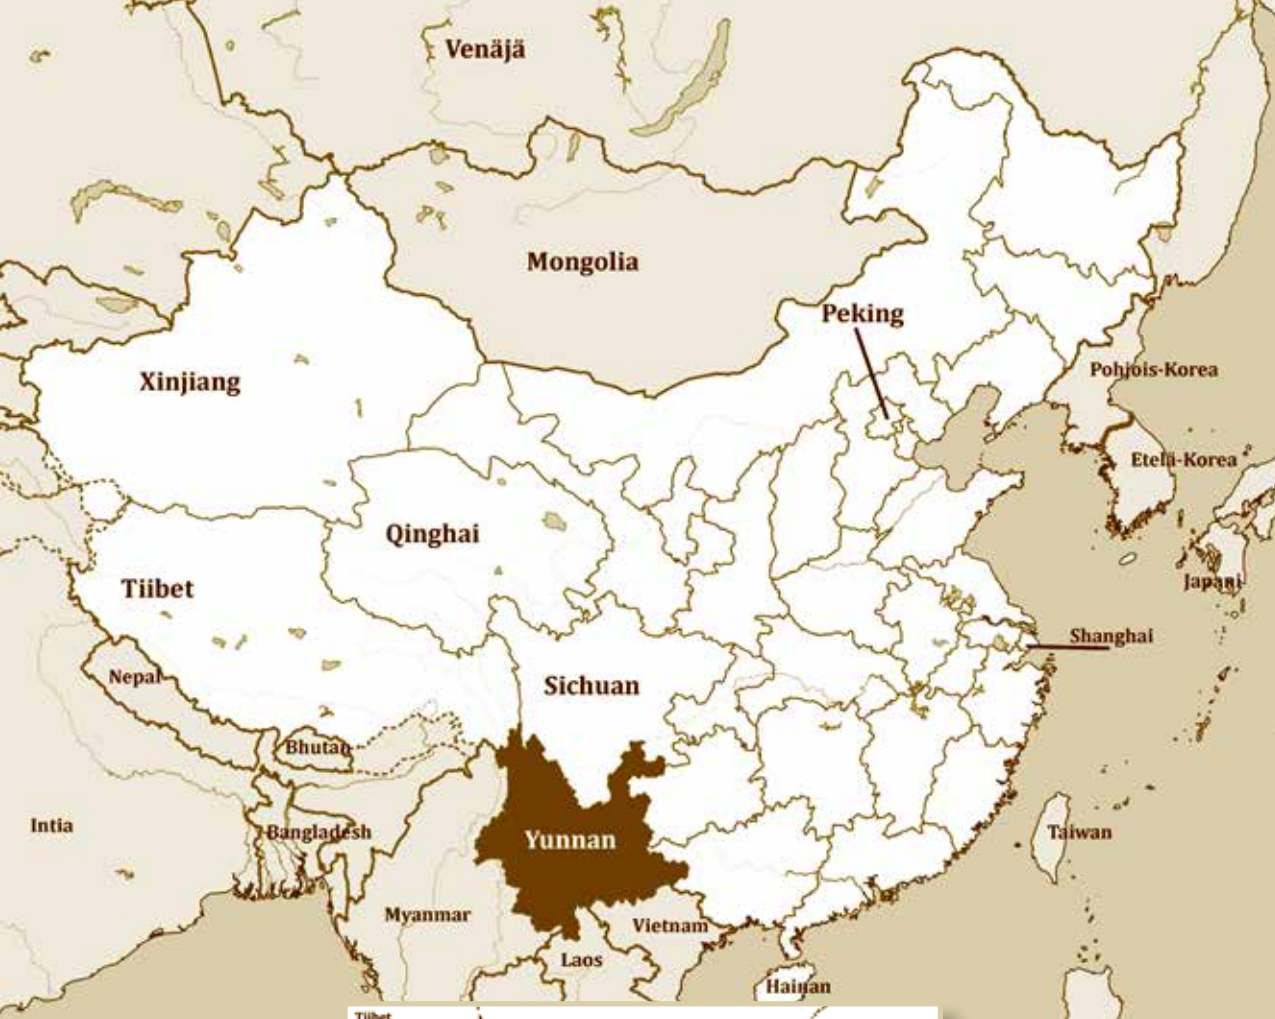 Venäjä
Mongolia
Peking
Xinjiang
Pohjois-Korea
Etelä-Korea
Qinghai
Tiibet
Japani
Shanghai
Nepal
Sichuan
Bhutan
Intia
Bangladesh
Yunnan
Taiwan
Myanmar
Vietnam
Laos
Hainan
Tiibet